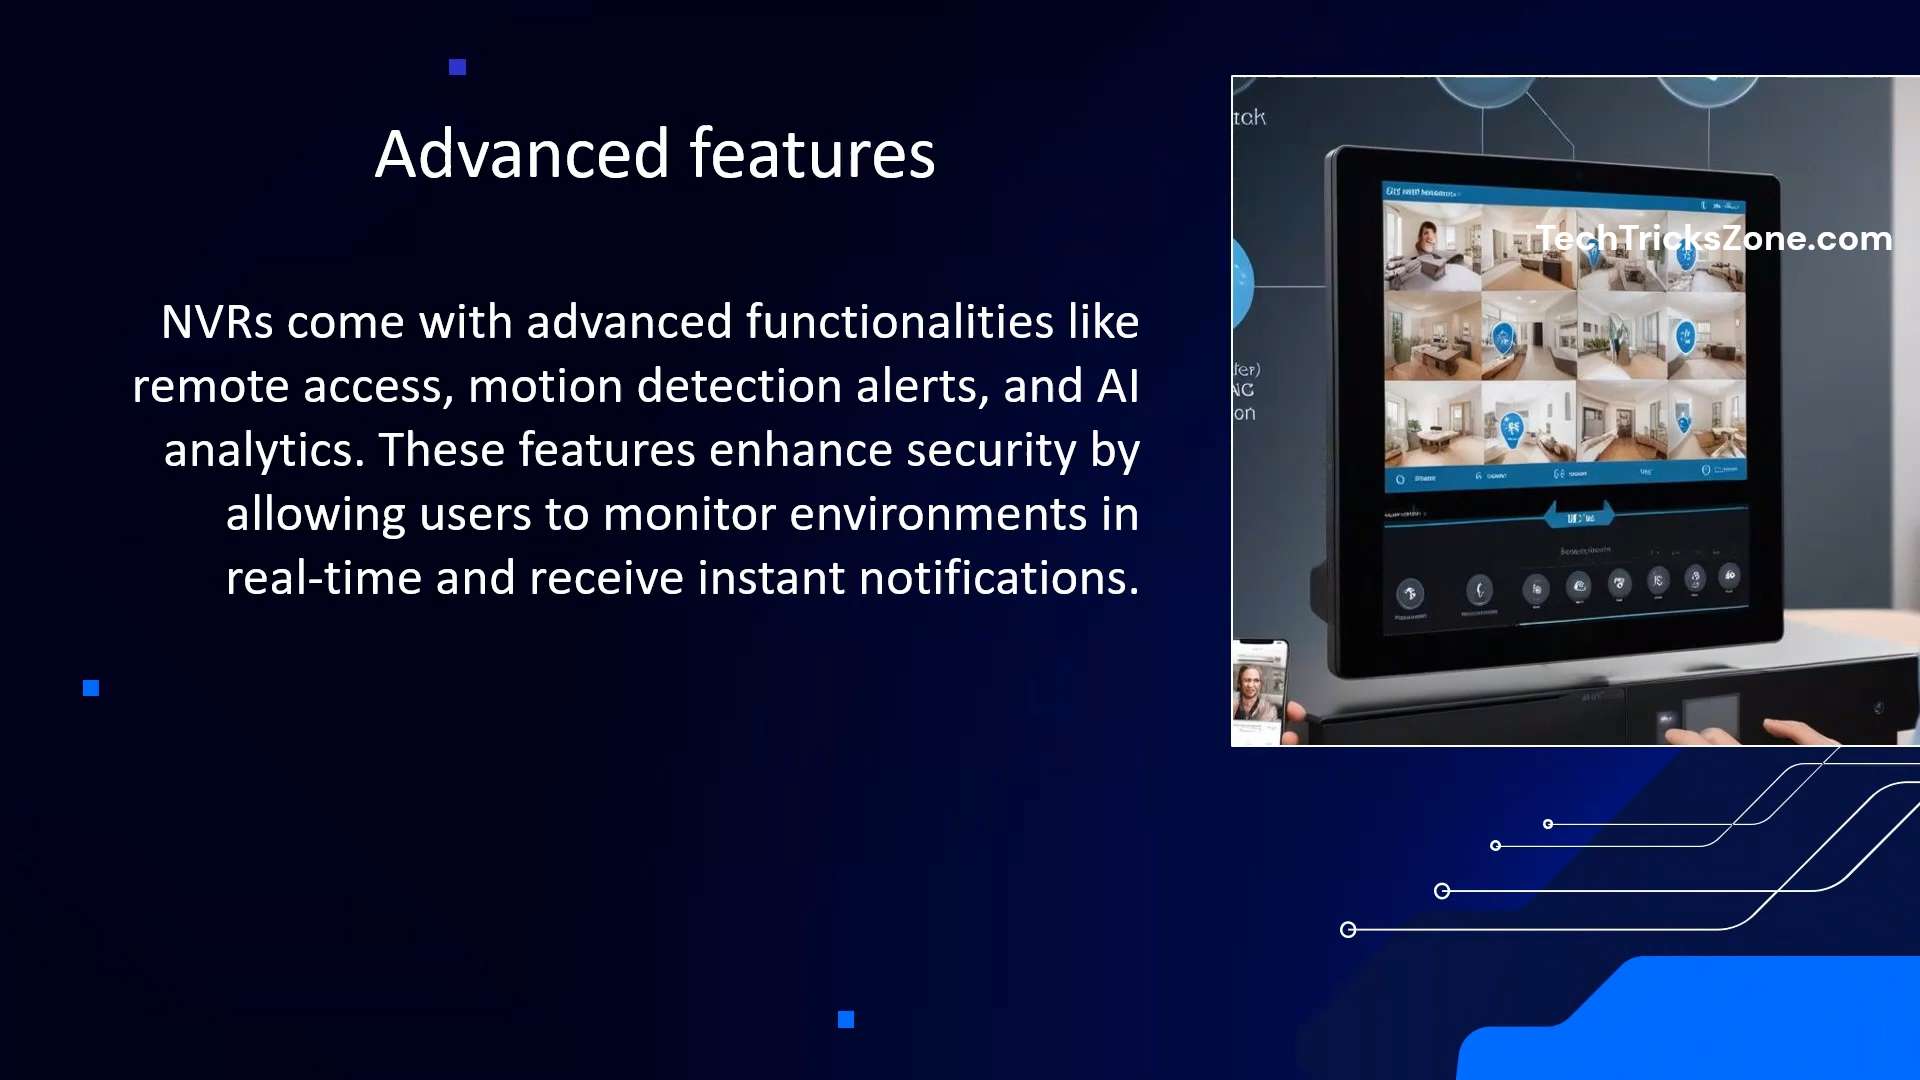 Advanced features
NVRs come with advanced functionalities like
remote access, motion detection alerts, and AI
analytics. These features enhance security by
allowing users to monitor environments in
real-time and receive instant notifications.
TechTricksZone.com